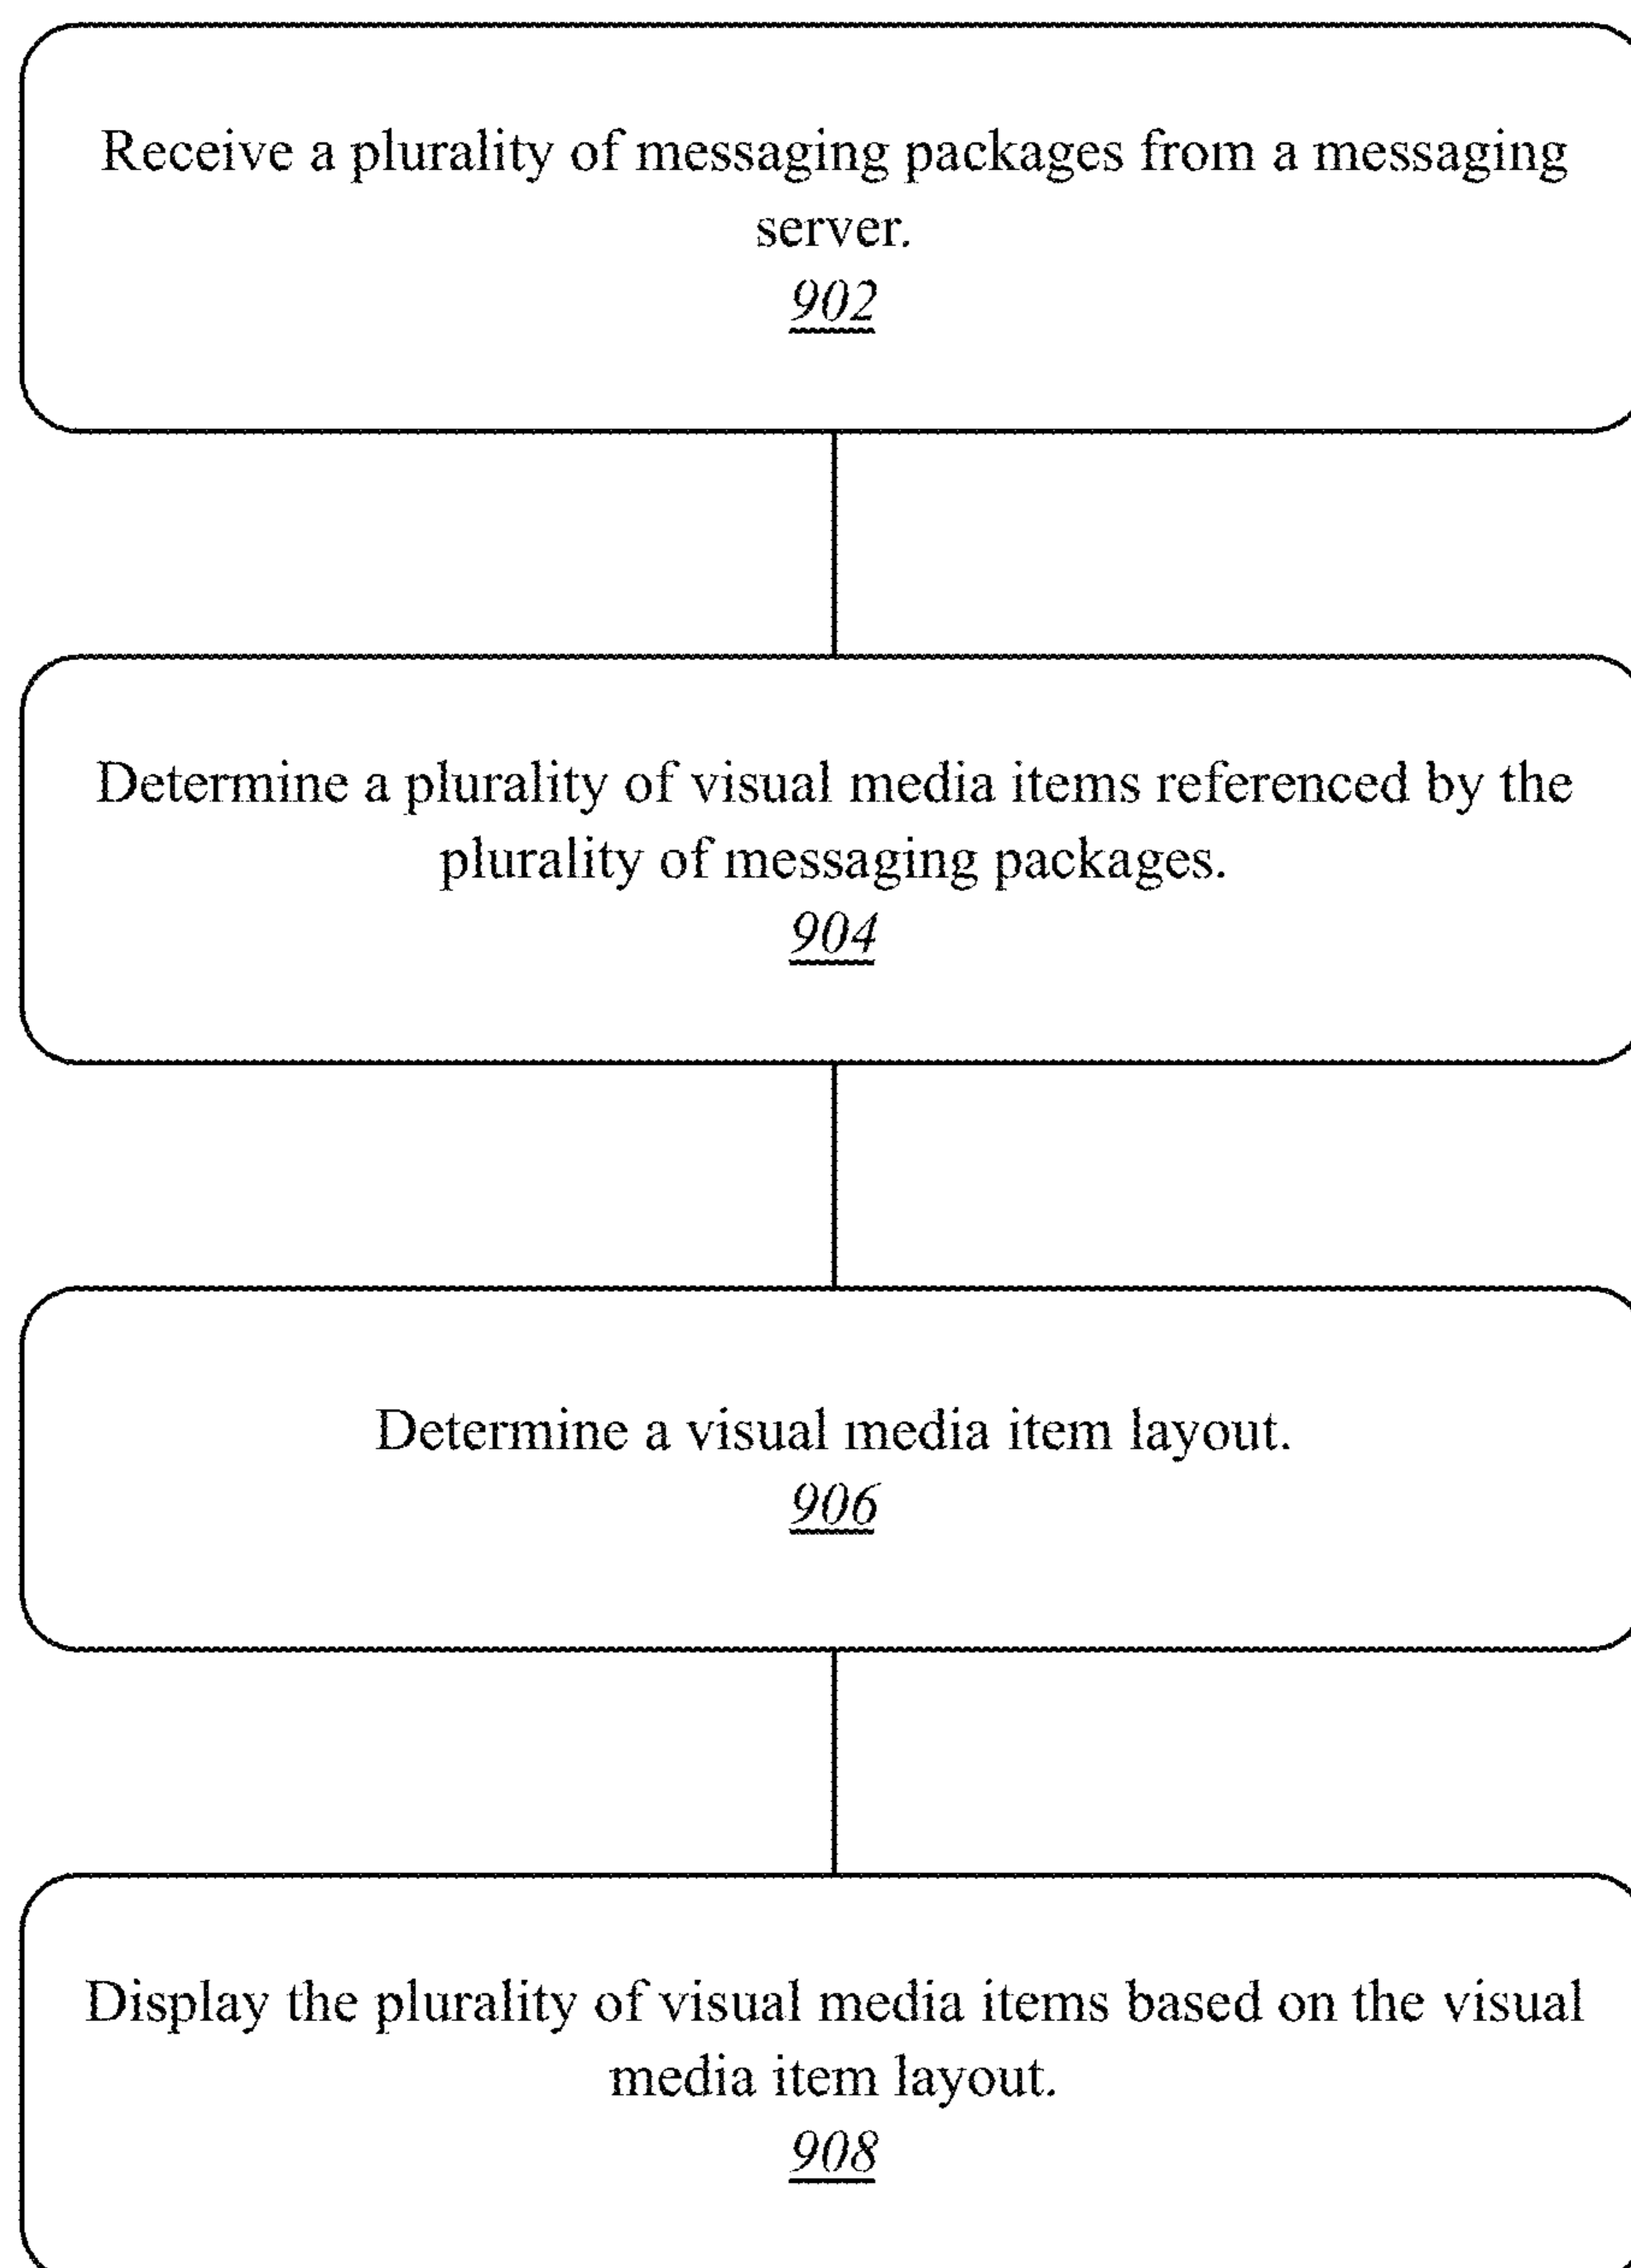 Receive a plurality of messaging packages from a messaging
server.
902
Determine a plurality of visual media items referenced by the
plurality of messaging packages.
904
Determine a visual media item layout.
906
Display the plurality of visual media items based on the visual
media item layout.
908